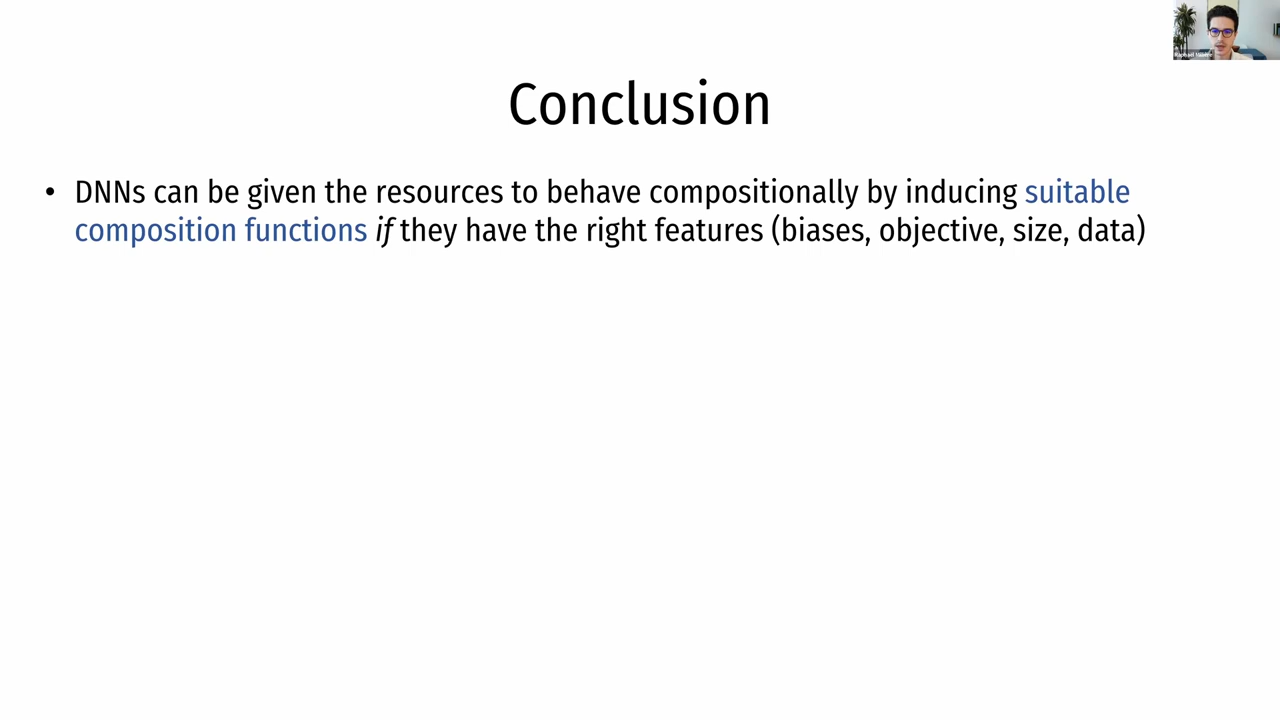 Conclusion
• DNNs can be given the resources to behave compositionally by inducing suitable
composition functions if they have the right features (biases, objective, size, data)